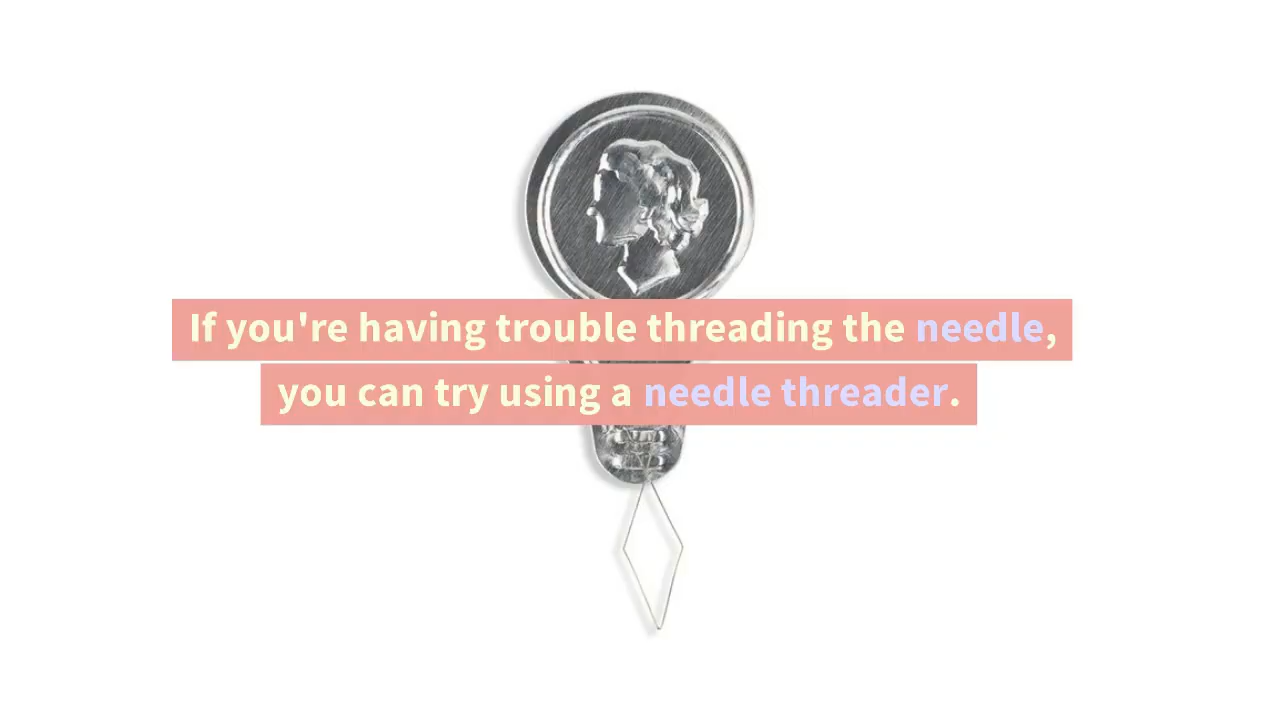 If you're having trouble threading the needle,
you can try using a needle threader.